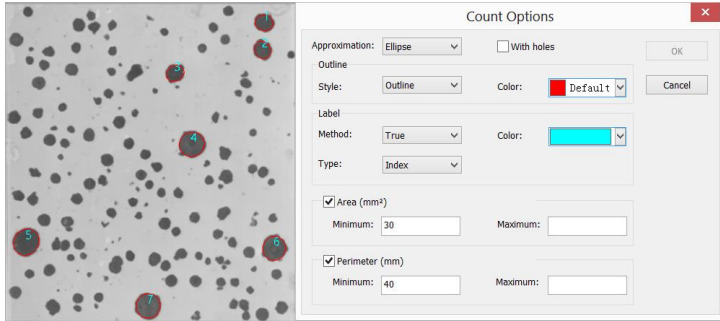 1
2
3
4
5
6
7
Count Options
×
Approximation: Ellipse With holes OK
Outline
Style: Outline Color: Default Cancel
Label
Method: True Color:
Type: Index
Area (mm²)
Minimum: 30 Maximum:
Perimeter (mm)
Minimum: 40 Maximum: